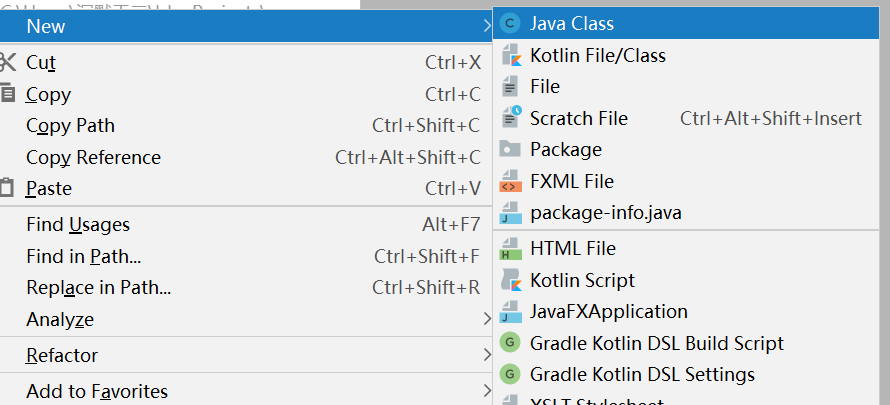 New
Cut Ctrl+X
Copy Ctrl+C
Copy Path Ctrl+Shift+C
Copy Reference Ctrl+Alt+Shift+C
Paste Ctrl+V
Find Usages Alt+F7
Find in Path... Ctrl+Shift+F
Replace in Path... Ctrl+Shift+R
Analyze
Refactor
Add to Favorites
Java Class
Kotlin File/Class
File
Scratch File Ctrl+Alt+Shift+Insert
Package
FXML File
package-info.java
HTML File
Kotlin Script
JavaFXApplication
Gradle Kotlin DSL Build Script
Gradle Kotlin DSL Settings
XSLT Stylesheet